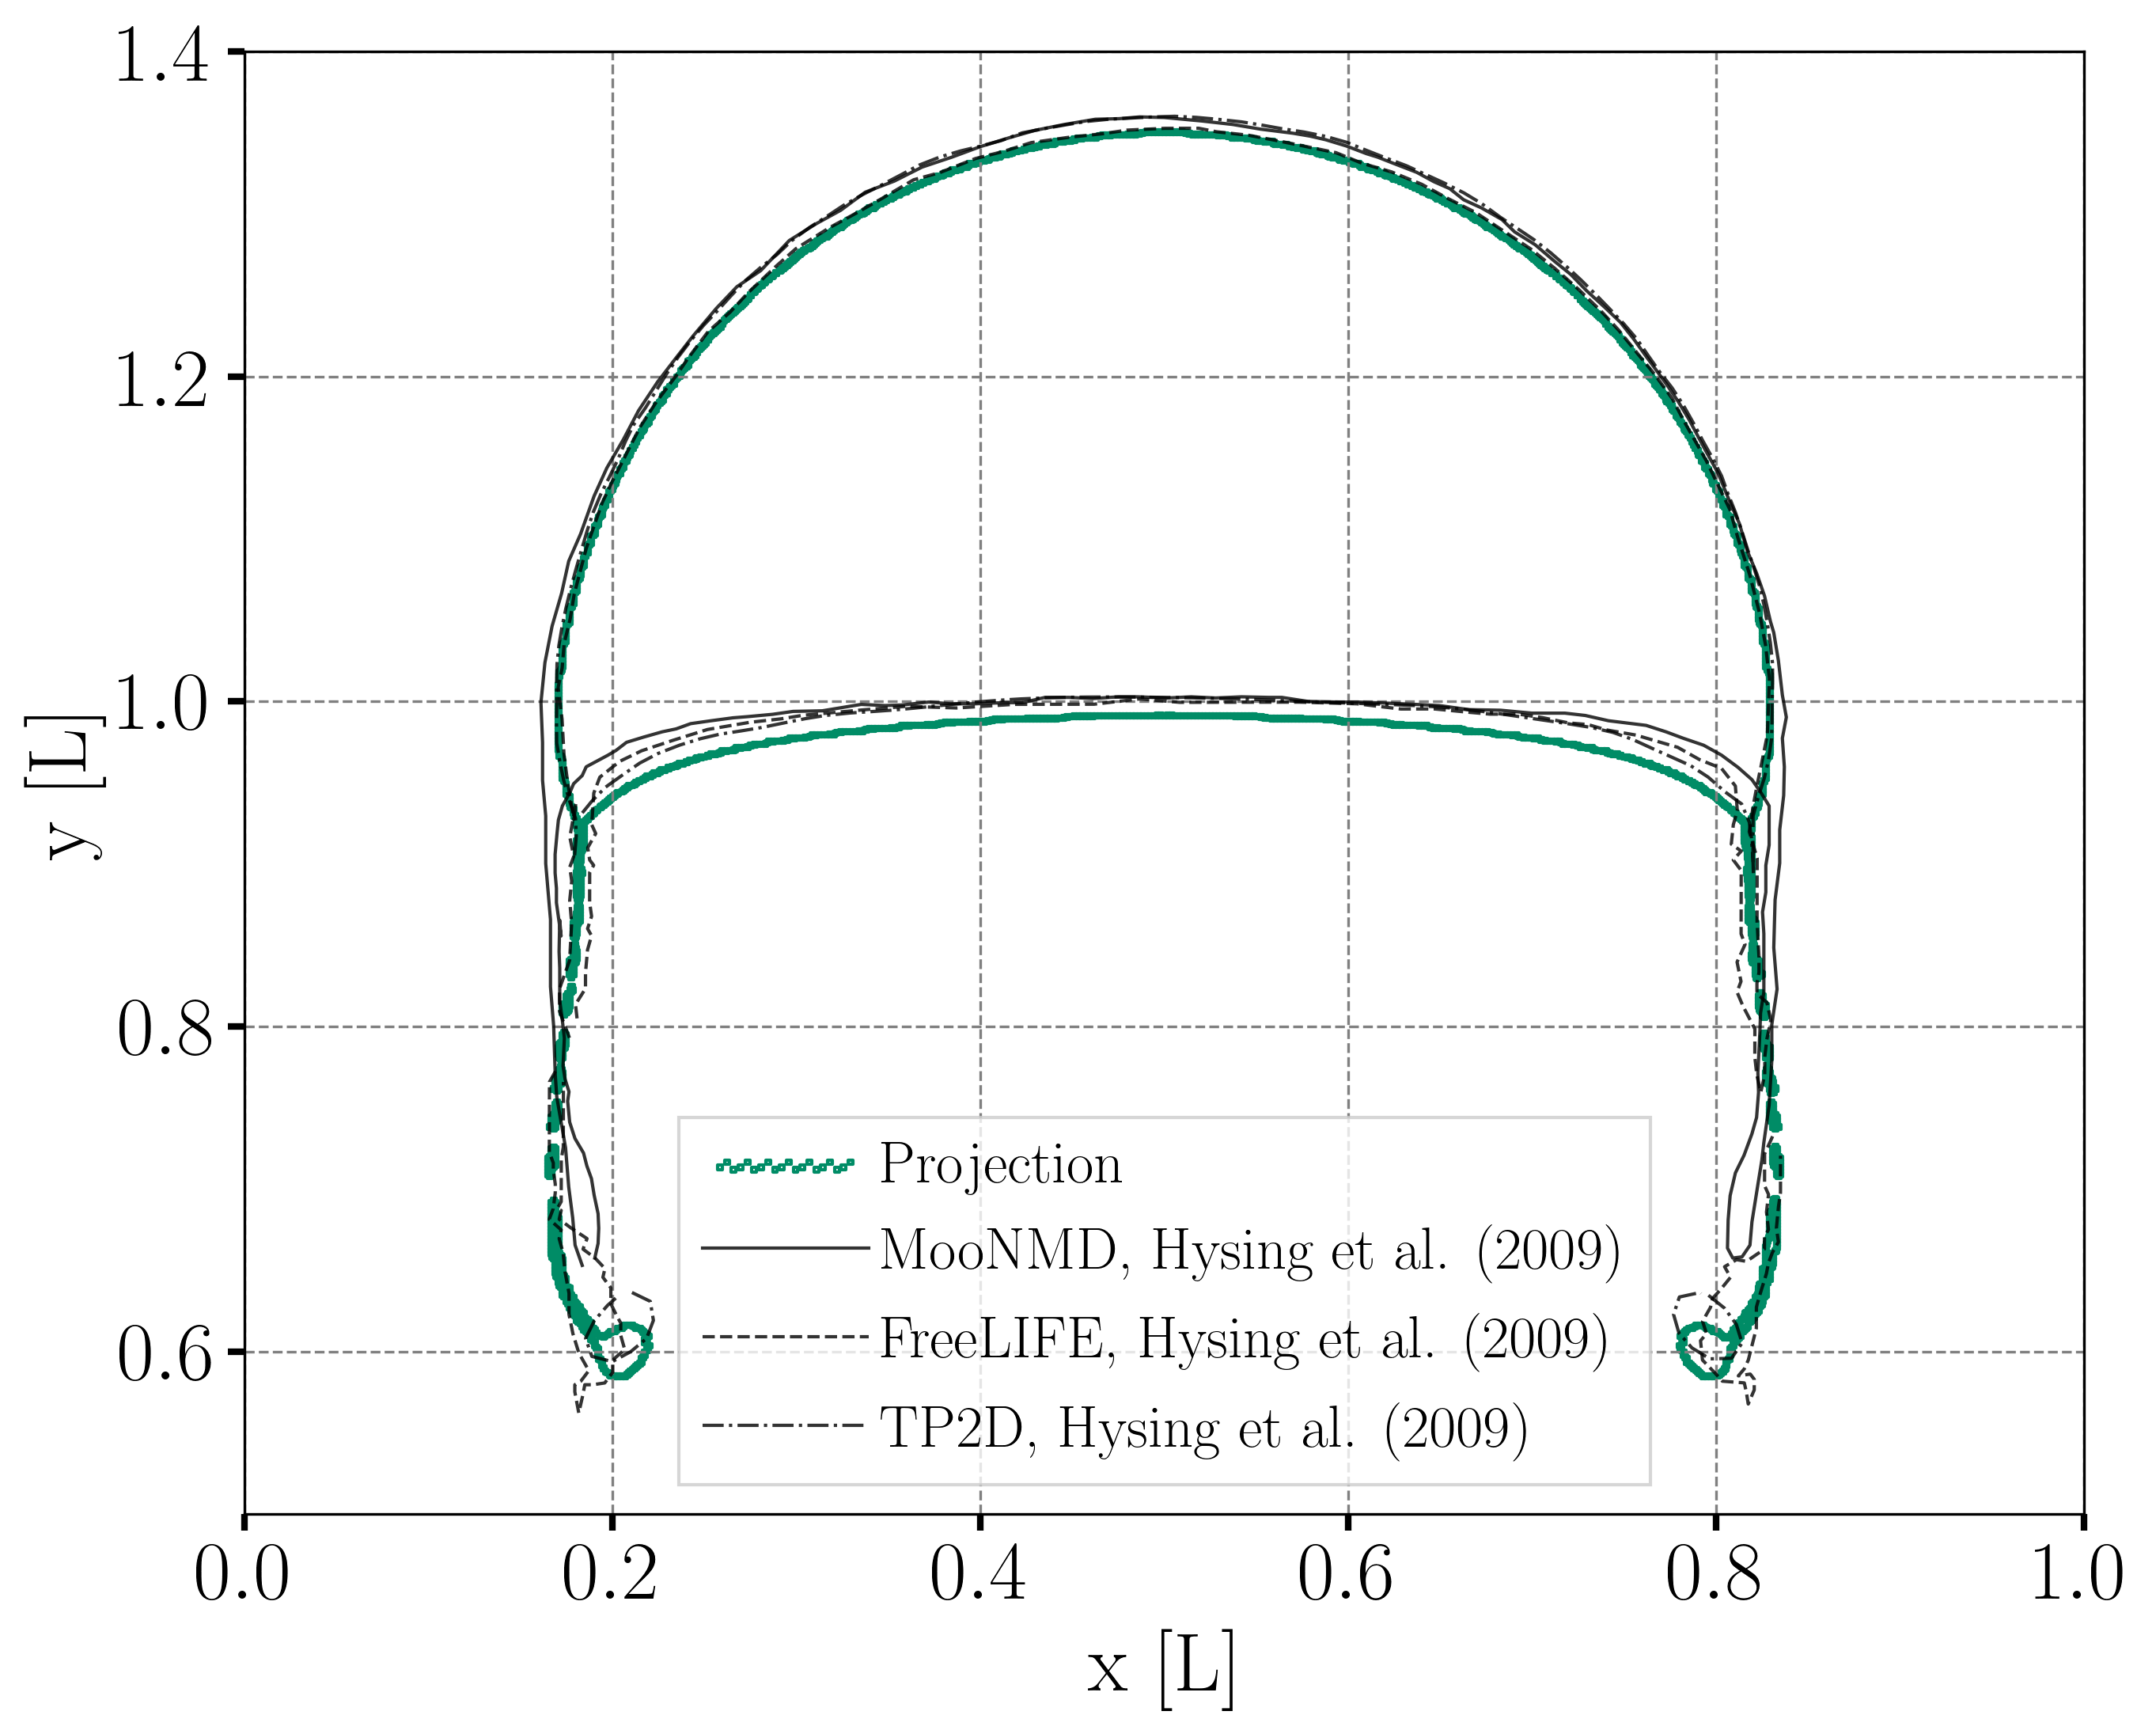 1.4
1.2
1.0
0.8
0.6
y [L]
Projection
MooNMD, Hysing et al. (2009)
FreeLIFE, Hysing et al. (2009)
TP2D, Hysing et al. (2009)
0.0 0.2 0.4 0.6 0.8 1.0
x [L]